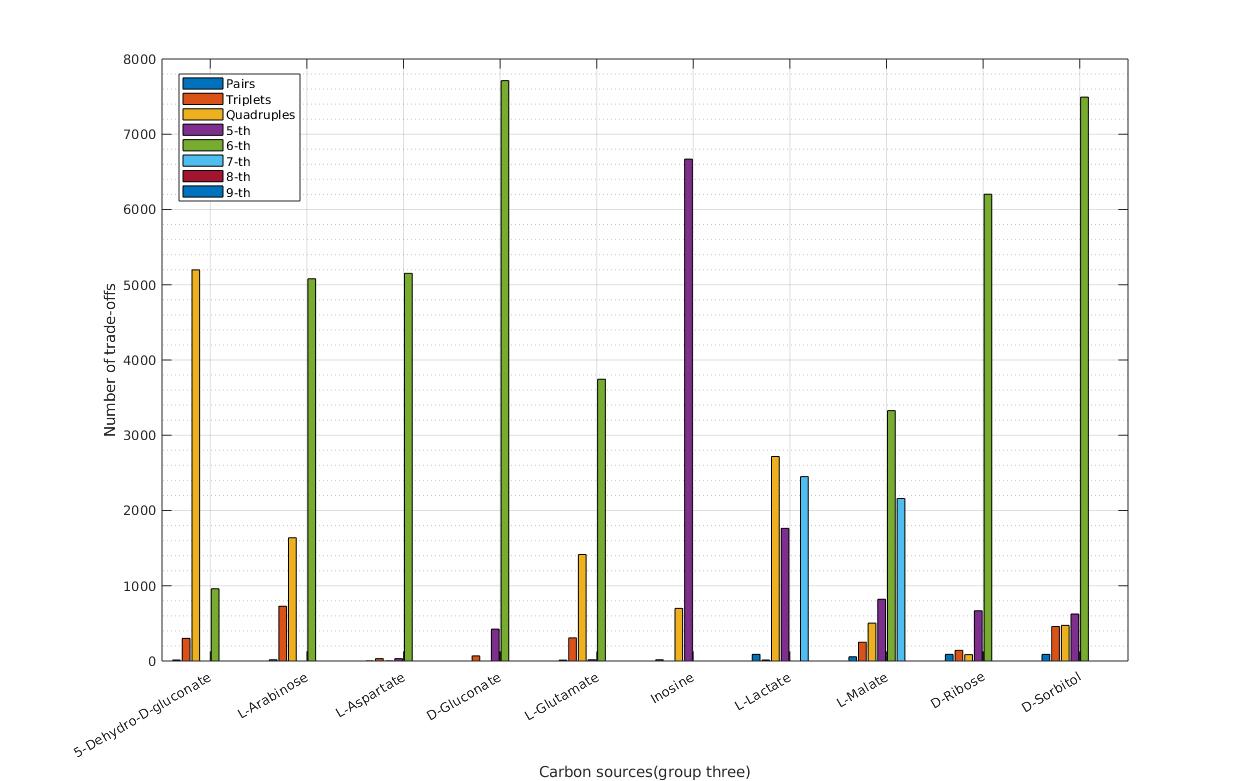 8000
7000
6000
5000
4000
3000
2000
1000
0
Number of trade-offs
Pairs
Triplets
Quadruples
5-th
6-th
7-th
8-th
9-th
5-Dehydro-D-gluconate
L-Arabinose
L-Aspartate
D-Gluconate
L-Glutamate
Inosine
L-Lactate
L-Malate
D-Ribose
D-Sorbitol
Carbon sources(group three)